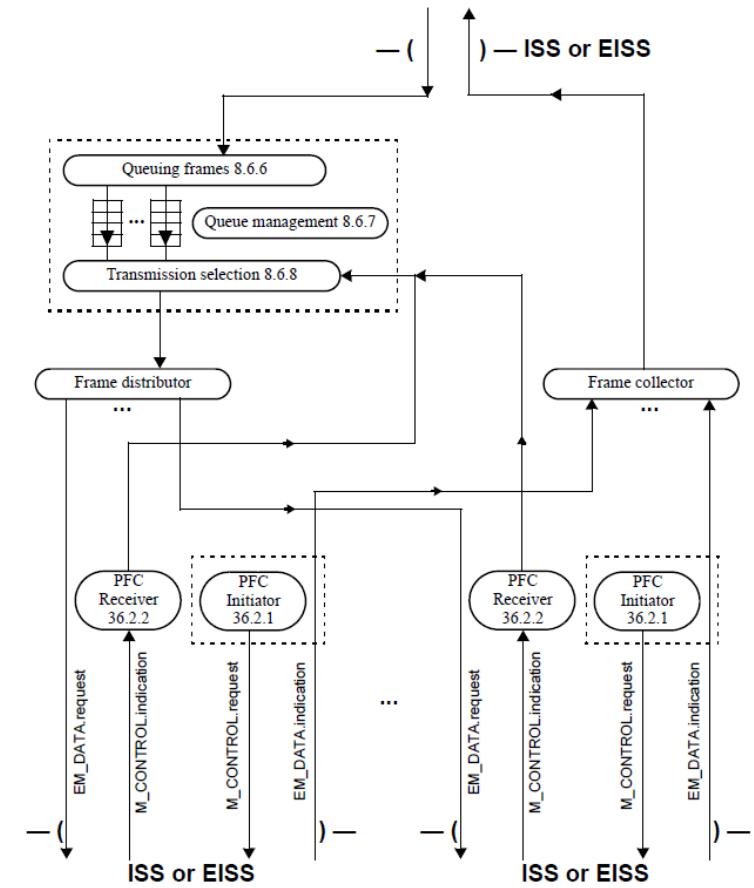 — ( ) — ISS or EISS
Queuing frames 8.6.6
...
Queue management 8.6.7
Transmission selection 8.6.8
Frame distributor
...
Frame collector
...
PFC
Receiver
36.2.2
PFC
Initiator
36.2.1
PFC
Receiver
36.2.2
PFC
Initiator
36.2.1
EM_DATA.request
M_CONTROL.indication
M_CONTROL.request
EM_DATA.indication
...
EM_DATA.request
M_CONTROL.indication
M_CONTROL.request
EM_DATA.indication
— ( ) —
ISS or EISS
— ( ) —
ISS or EISS